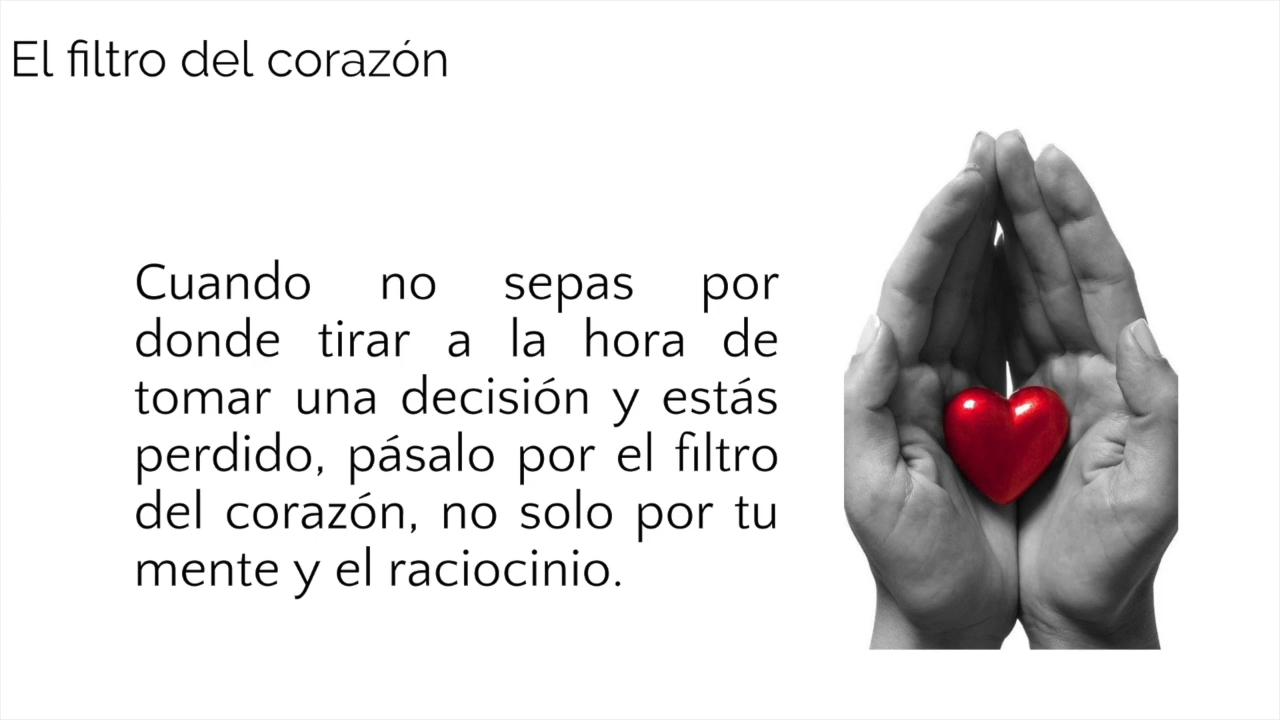 El filtro del corazón
Cuando no sepas por
donde tirar a la hora de
tomar una decisión y estás
perdido, pásalo por el filtro
del corazón, no solo por tu
mente y el raciocinio.